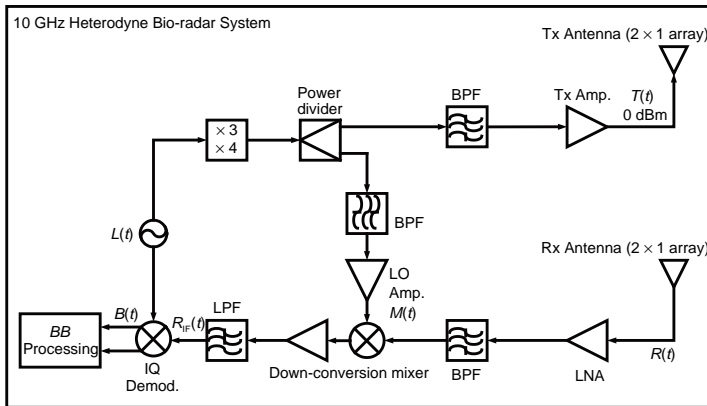 10 GHz Heterodyne Bio-radar System
Tx Antenna (2 × 1 array)
Power
divider
BPF
Tx Amp.
T(t)
0 dBm
× 3
× 4
BPF
L(t)
Rx Antenna (2 × 1 array)
LO
Amp.
M(t)
B(t)
R_IF(t)
LPF
BB
Processing
IQ
Demod.
Down-conversion mixer
BPF
LNA
R(t)